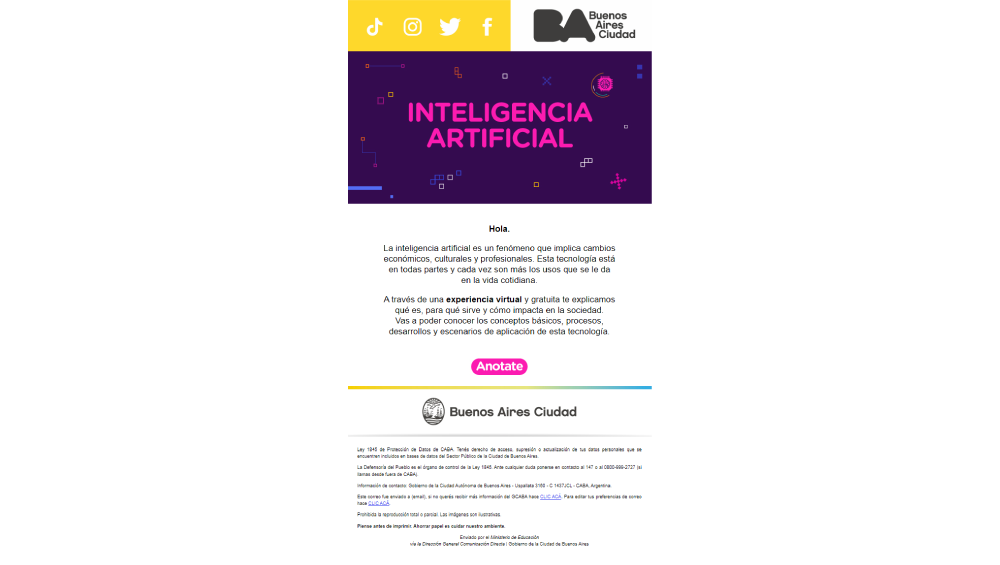 BA Buenos
Aires
Ciudad
INTELIGENCIA
ARTIFICIAL
Hola.
La inteligencia artificial es un fenómeno que implica cambios
económicos, culturales y profesionales. Esta tecnología está
en todas partes y cada vez son más los usos que se le da
en la vida cotidiana.
A través de una experiencia virtual y gratuita te explicamos
qué es, para qué sirve y cómo impacta en la sociedad.
Vas a poder conocer los conceptos básicos, procesos,
desarrollos y escenarios de aplicación de esta tecnología.
Anotate
Buenos Aires Ciudad
Ley 1845 de Protección de Datos de CABA. Tenés derecho de acceso, supresión o actualización de tus datos personales que se
encuentren incluidos en bases de datos del Sector Público de la Ciudad de Buenos Aires.
La Defensoría del Pueblo es el órgano de control de la Ley 1845. Ante cualquier duda ponerse en contacto al 147 o al 0800-999-2727 (si
llamas desde fuera de CABA).
Información de contacto: Gobierno de la Ciudad Autónoma de Buenos Aires - Uspallata 3150 - C 1437JCL - CABA, Argentina.
Este correo fue enviado a (email), si no querés recibir más información del GCABA hace CLIC ACÁ. Para editar tus preferencias de correo
hace CLIC ACÁ.
Prohibida la reproducción total o parcial. Las imágenes son ilustrativas.
Piense antes de imprimir. Ahorrar papel es cuidar nuestro ambiente.
Enviado por el Ministerio de Educación
vía la Dirección General Comunicación Directa | Gobierno de la Ciudad de Buenos Aires